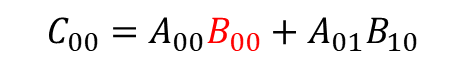 C₀₀ = A₀₀B₀₀ + A₀₁B₁₀